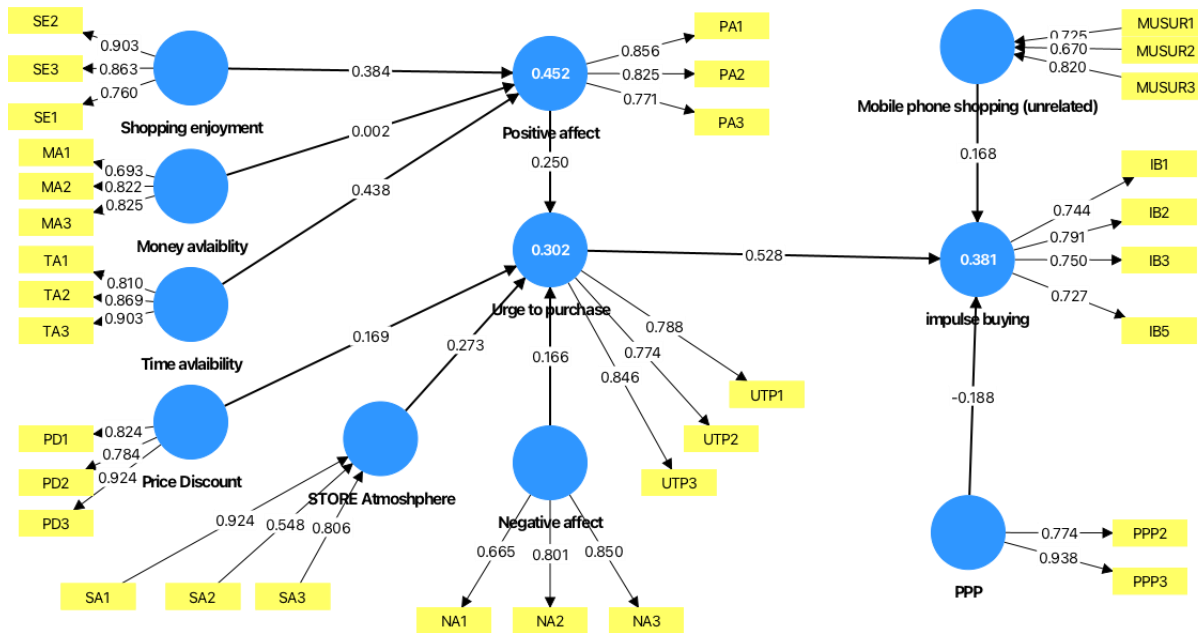 SE2
SE3
SE1
0.903
0.863
0.760
Shopping enjoyment
0.384
MA1
MA2
MA3
0.693
0.822
0.825
Money avlaiblity
0.002
TA1
TA2
TA3
0.810
0.869
0.903
Time avlaibility
0.438
PD1
PD2
PD3
0.824
0.784
0.924
Price Discount
0.169
0.452
Positive affect
0.856
0.825
0.771
PA1
PA2
PA3
0.250
0.302
Urge to purchase
0.528
0.788
0.774
0.846
UTP1
UTP2
UTP3
STORE Atmoshphere
0.273
0.924
0.548
0.806
SA1
SA2
SA3
0.166
Negative affect
0.665
0.801
0.850
NA1
NA2
NA3
MUSUR1
MUSUR2
MUSUR3
0.725
0.670
0.820
Mobile phone shopping (unrelated)
0.168
0.381
impulse buying
0.744
0.791
0.750
0.727
IB1
IB2
IB3
IB5
-0.188
PPP
0.774
0.938
PPP2
PPP3